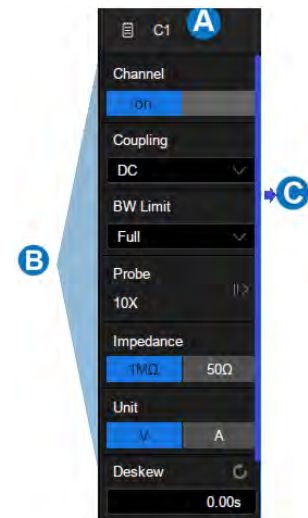 C1 A
Channel
on
Coupling
DC
BW Limit
Full
C
B
Probe
10X
Impedance
1MΩ 50Ω
Unit
V A
Deskew
0.00s